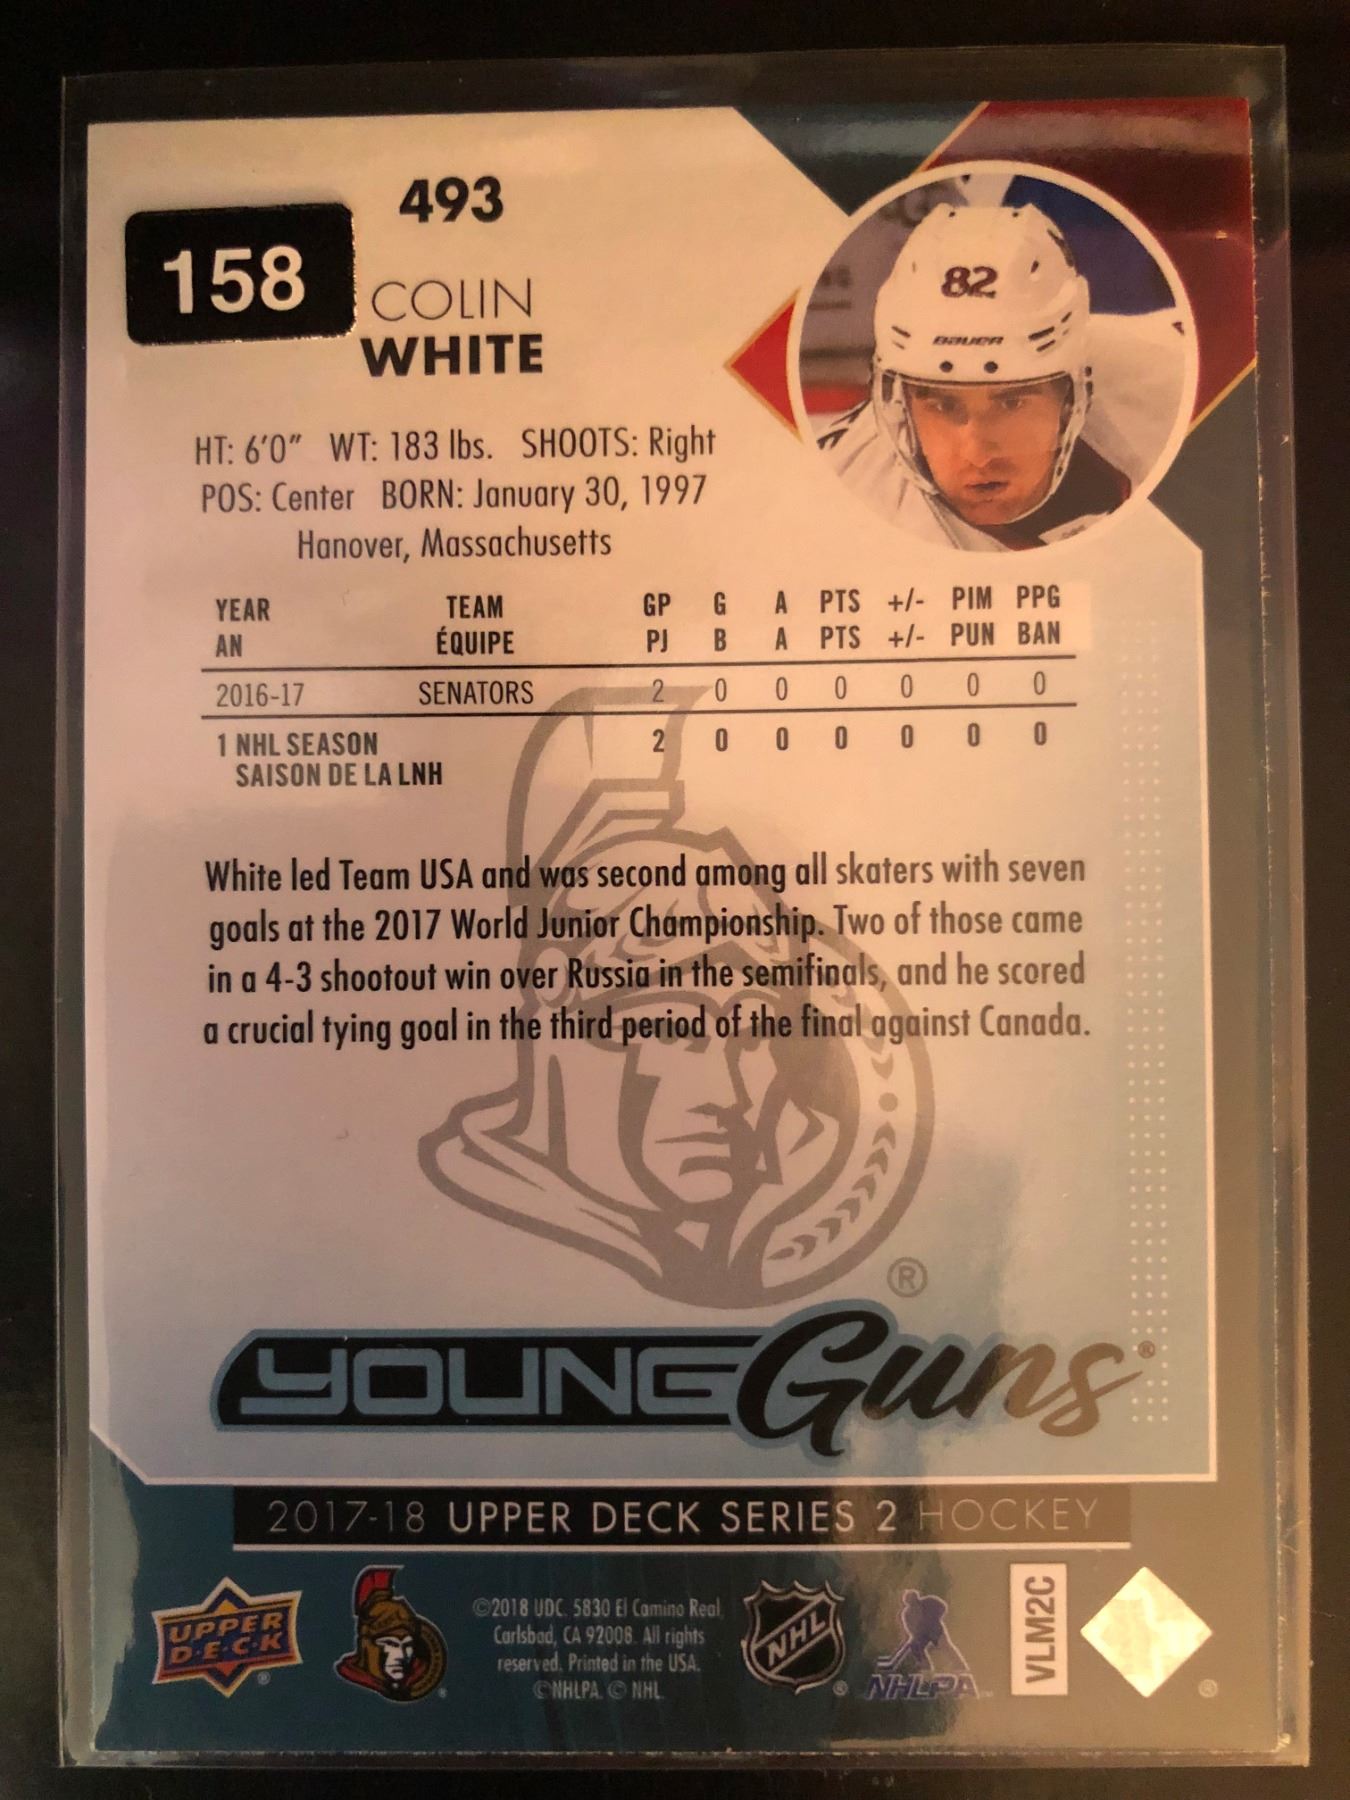 493
158
COLIN
WHITE
82
BAUER
HT: 6'0" WT: 183 lbs. SHOOTS: Right
POS: Center BORN: January 30, 1997
Hanover, Massachusetts
YEAR TEAM GP G A PTS +/- PIM PPG
AN ÉQUIPE PJ B A PTS +/- PUN BAN
2016-17 SENATORS 2 0 0 0 0 0 0
1 NHL SEASON 2 0 0 0 0 0 0
SAISON DE LA LNH
White led Team USA and was second among all skaters with seven
goals at the 2017 World Junior Championship. Two of those came
in a 4-3 shootout win over Russia in the semifinals, and he scored
a crucial tying goal in the third period of the final against Canada.
®
YOUNG Guns®
2017-18 UPPER DECK SERIES 2 HOCKEY
UPPER
D·E·C·K
®
©2018 UDC. 5830 El Camino Real,
Carlsbad, CA 92008. All rights
reserved. Printed in the USA.
©NHLPA. © NHL.
NHL
®
NHLPA
VLM2C
®